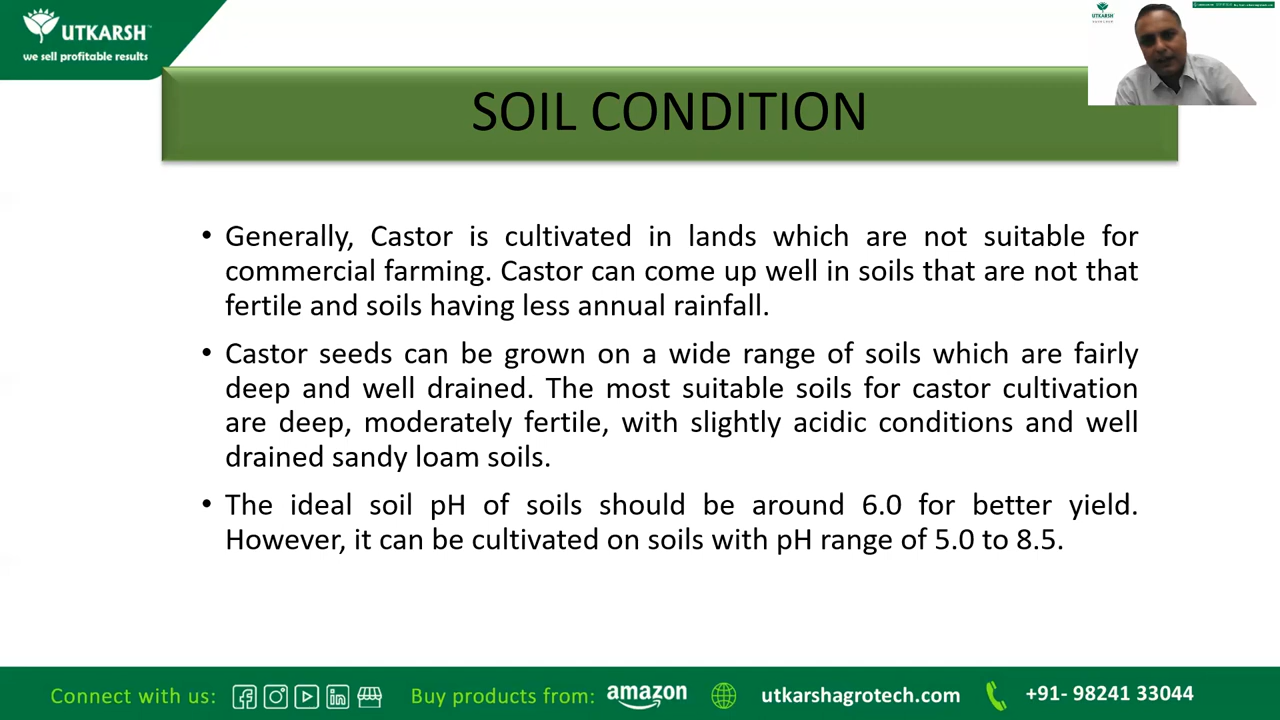 UTKARSH
we sell profitable results
UTKARSH
SOIL CONDITION
• Generally, Castor is cultivated in lands which are not suitable for
commercial farming. Castor can come up well in soils that are not that
fertile and soils having less annual rainfall.
• Castor seeds can be grown on a wide range of soils which are fairly
deep and well drained. The most suitable soils for castor cultivation
are deep, moderately fertile, with slightly acidic conditions and well
drained sandy loam soils.
• The ideal soil pH of soils should be around 6.0 for better yield.
However, it can be cultivated on soils with pH range of 5.0 to 8.5.
Connect with us: Buy products from: amazon utkarshagrotech.com +91- 98241 33044